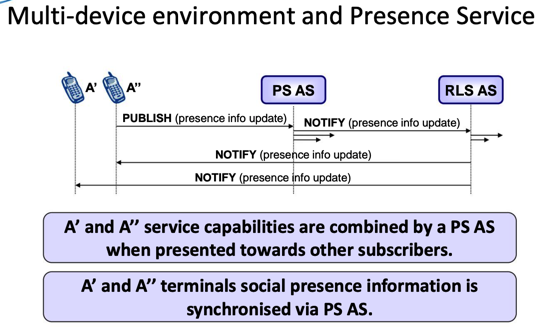 Multi-device environment and Presence Service
A' A" PS AS RLS AS
PUBLISH (presence info update)
NOTIFY (presence info update)
NOTIFY (presence info update)
NOTIFY (presence info update)
A' and A'' service capabilities are combined by a PS AS
when presented towards other subscribers.
A' and A'' terminals social presence information is
synchronised via PS AS.